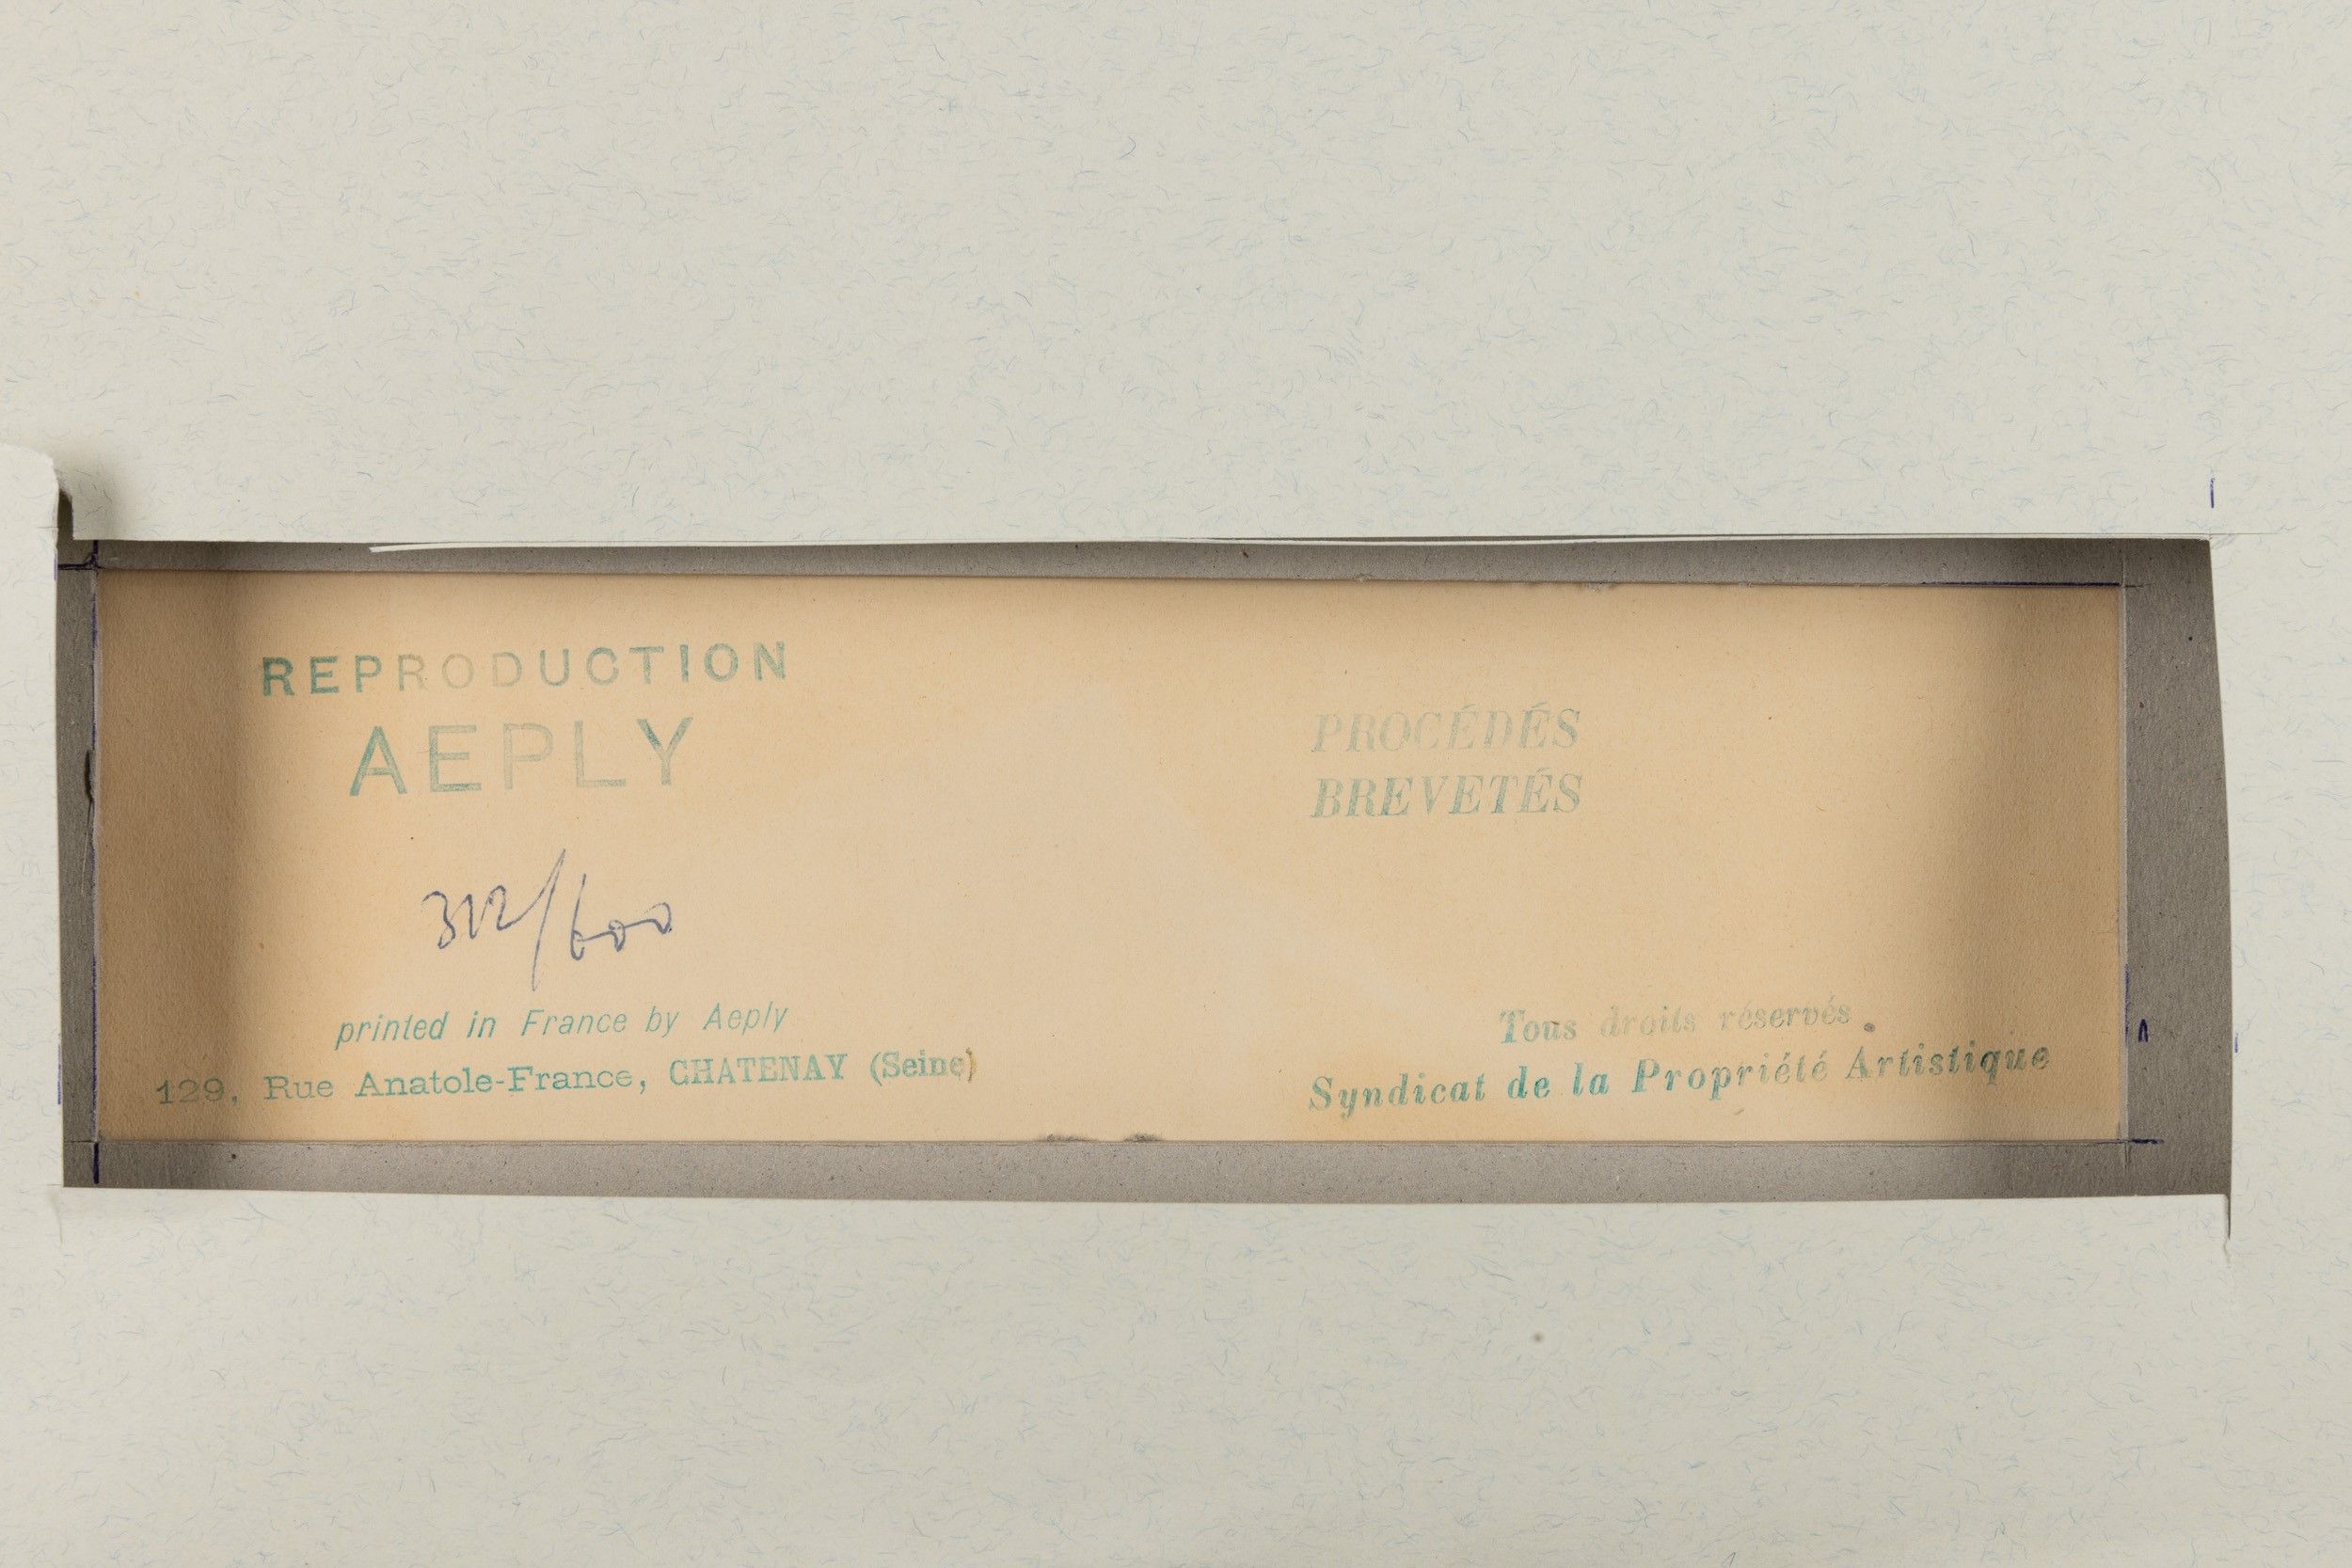 REPRODUCTION
AEPLY
312/600
printed in France by Aeply
129, Rue Anatole-France, CHATENAY (Seine)
PROCÉDÉS
BREVETÉS
Tous droits réservés
Syndicat de la Propriété Artistique